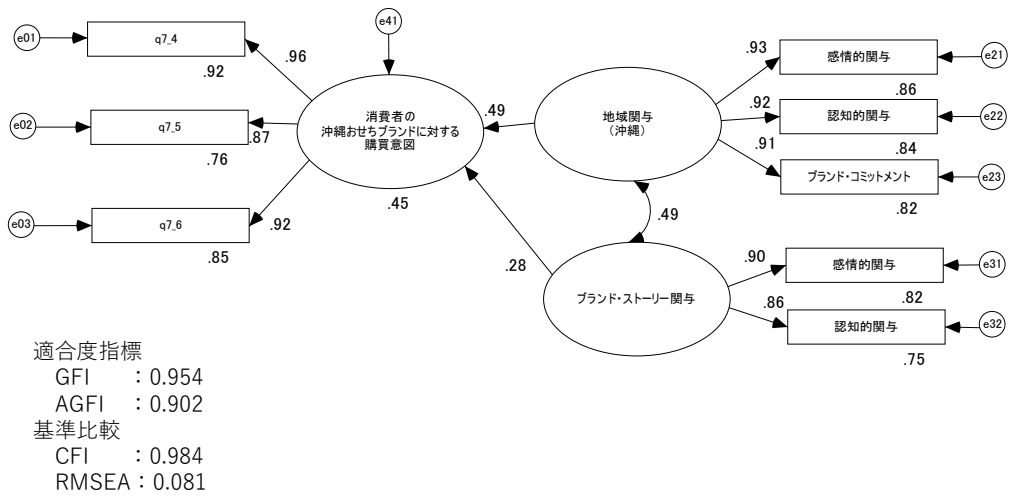 e01
q7_4
.92
.96
e02
q7_5
.87
.76
e03
q7_6
.92
.85
e41
消費者の
沖縄おせちブランドに対する
購買意図
.45
.49
地域関与
(沖縄)
.93
感情的関与
e21
.86
.92
認知的関与
e22
.84
.91
ブランド・コミットメント
e23
.82
.49
.28
ブランド・ストーリー関与
.90
感情的関与
e31
.82
.86
認知的関与
e32
.75
適合度指標
GFI : 0.954
AGFI : 0.902
基準比較
CFI : 0.984
RMSEA : 0.081